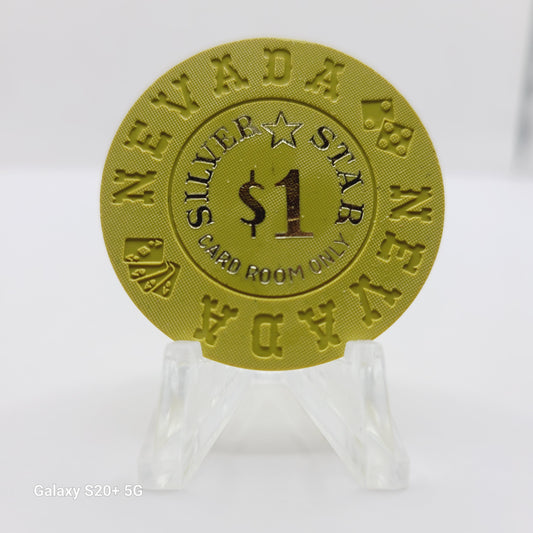 NEVADA
SILVER STAR
$1
CARD ROOM ONLY
NEVADA
Galaxy S20+ 5G